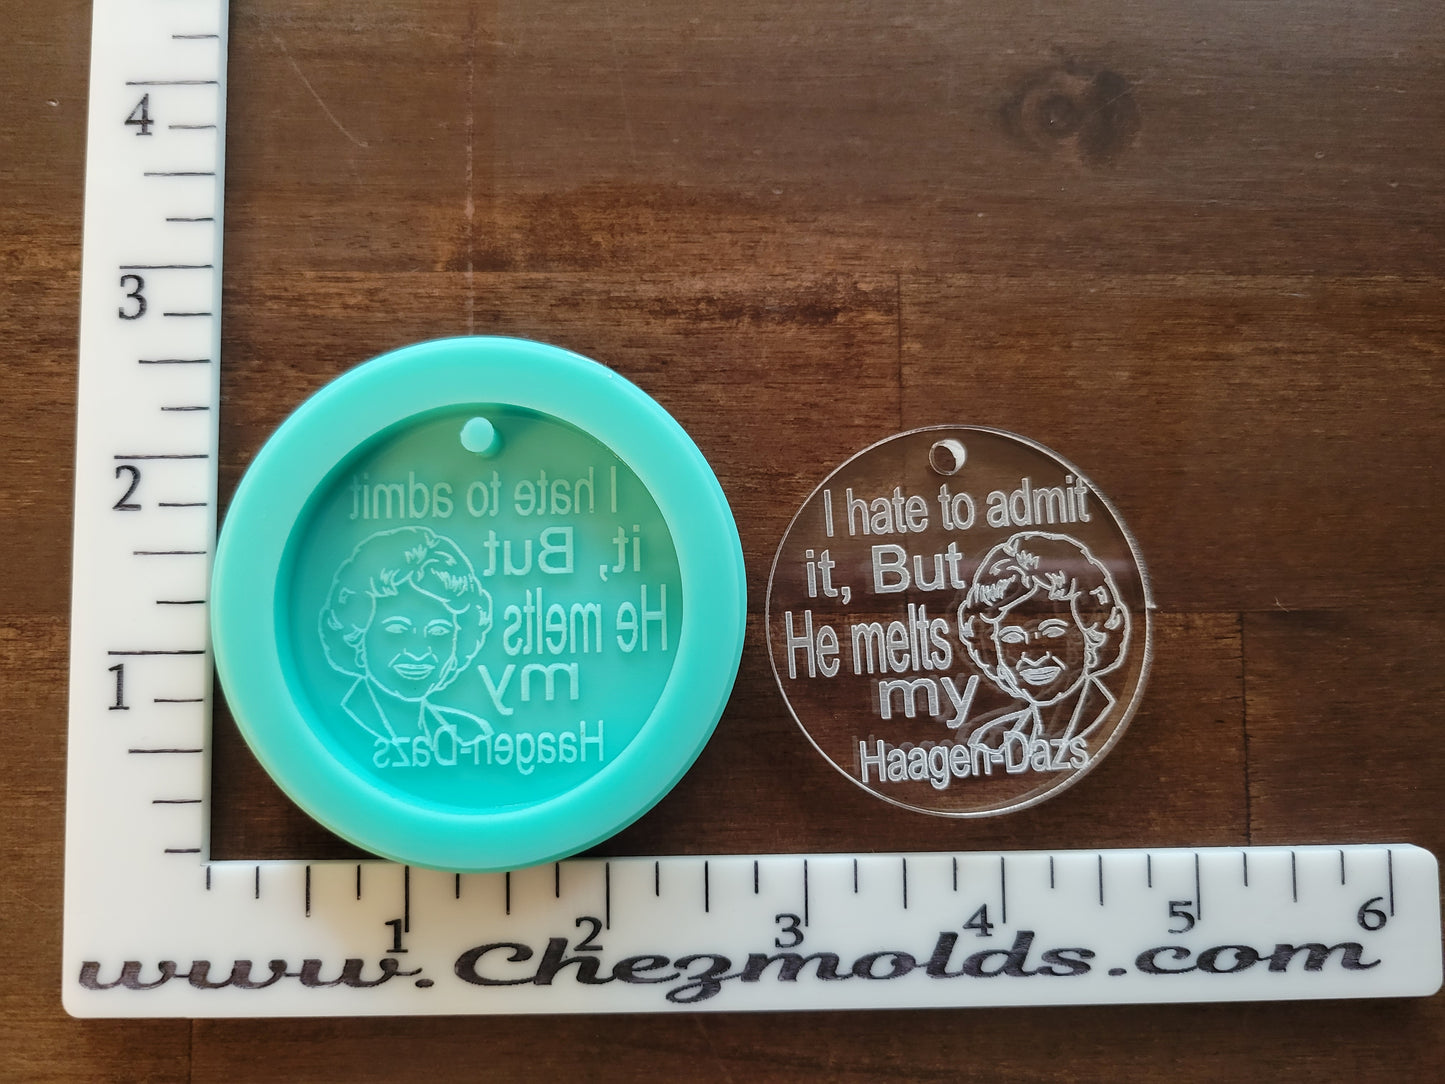 4
3
2
1
I hate to admit
it, But
He melts
my
Haagen-Dazs
I hate to admit
it, But
He melts
my
Haagen-Dazs
1 2 3 4 5 6
www.Chezmolds.com